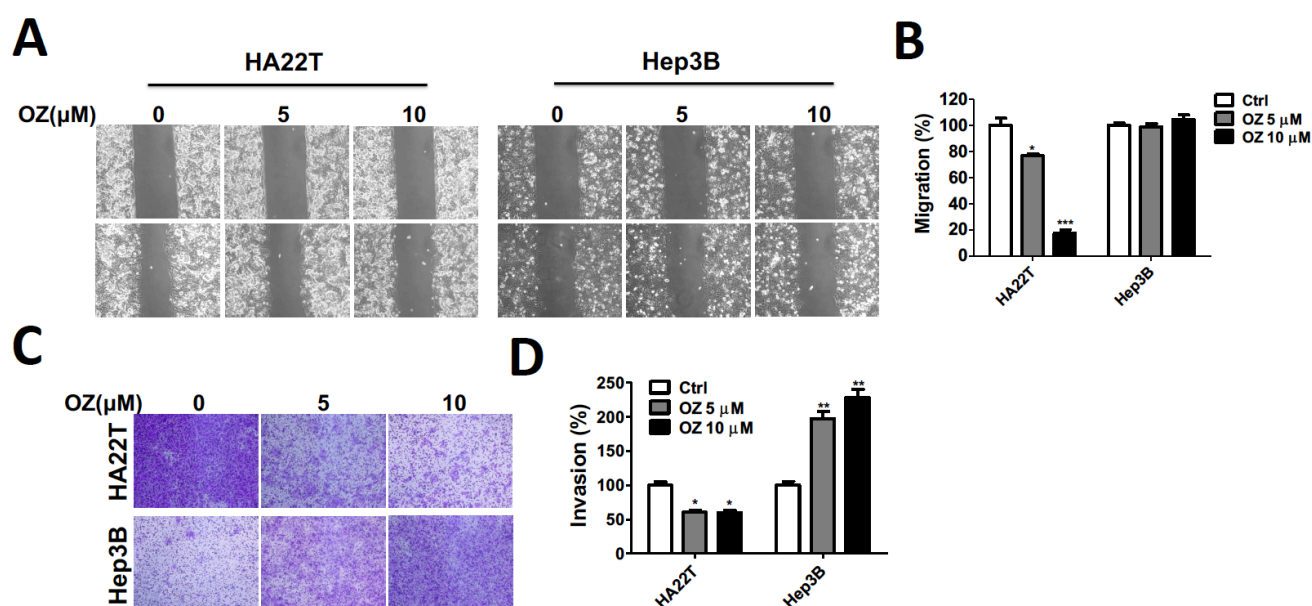 A
HA22T
Hep3B
OZ(μM)
0
5
10
0
5
10
B
120
100
80
60
40
20
0
Migration (%)
*
***
HA22T
Hep3B
Ctrl
OZ 5 μM
OZ 10 μM
C
OZ(μM)
0
5
10
HA22T
Hep3B
D
250
200
150
100
50
0
Invasion (%)
Ctrl
OZ 5 μM
OZ 10 μM
*
*
**
**
HA22T
Hep3B